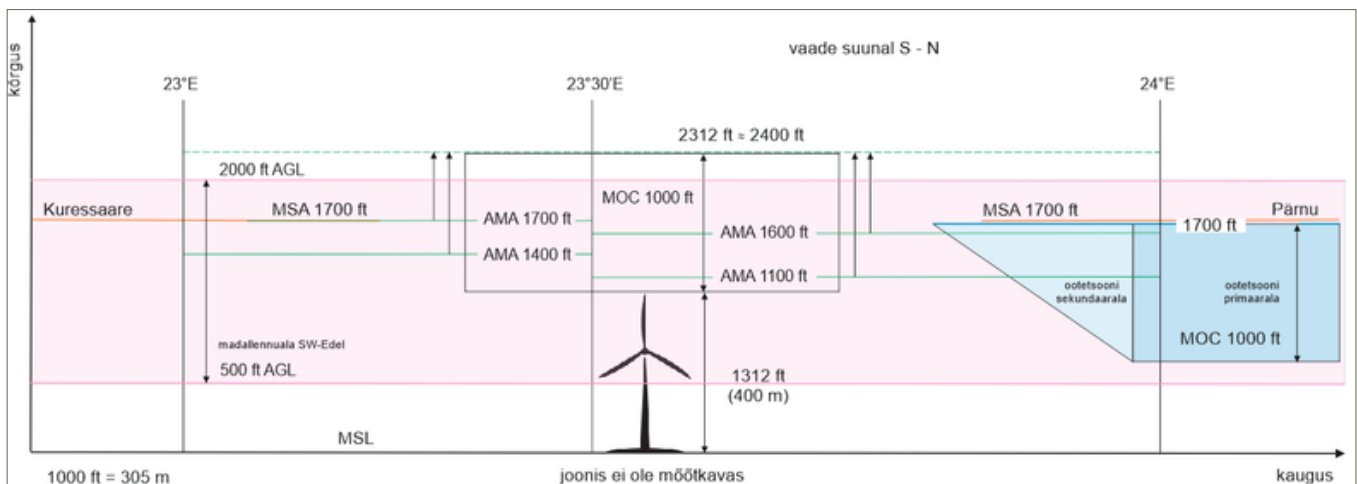 vaade suunal S - N
kõrgus
23°E
23°30'E
24°E
2312 ft ≈ 2400 ft
2000 ft AGL
Kuressaare
MSA 1700 ft
AMA 1700 ft
MOC 1000 ft
MSA 1700 ft
Pärnu
AMA 1600 ft
1700 ft
AMA 1400 ft
AMA 1100 ft
ootetsooni
sekundaarala
ootetsooni
primaarala
madallennuala SW-Edel
MOC 1000 ft
500 ft AGL
1312 ft
(400 m)
MSL
1000 ft = 305 m
joonis ei ole mõõtkavas
kaugus